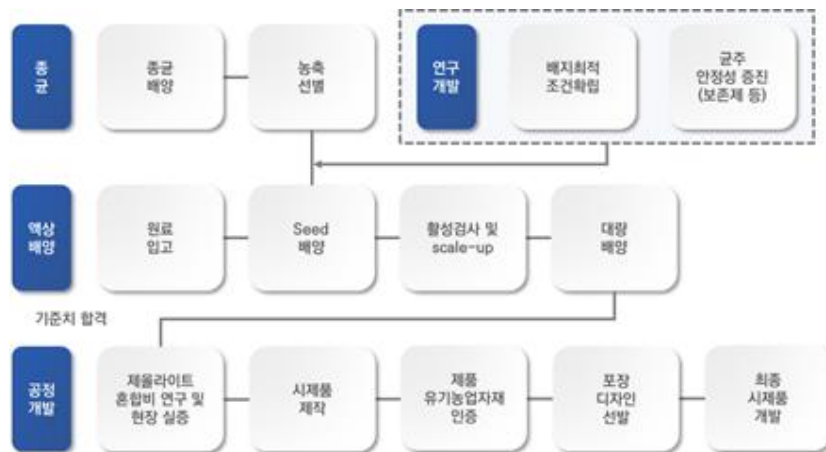 종
균
종균
배양
농축
선별
연구
개발
배지최적
조건확립
균주
안정성 증진
(보존제 등)
액상
배양
원료
입고
Seed
배양
활성검사 및
scale-up
대량
배양
기준치 합격
공정
개발
제올라이트
혼합비 연구 및
현장 실증
시제품
제작
제품
유기농업자재
인증
포장
디자인
선발
최종
시제품
개발